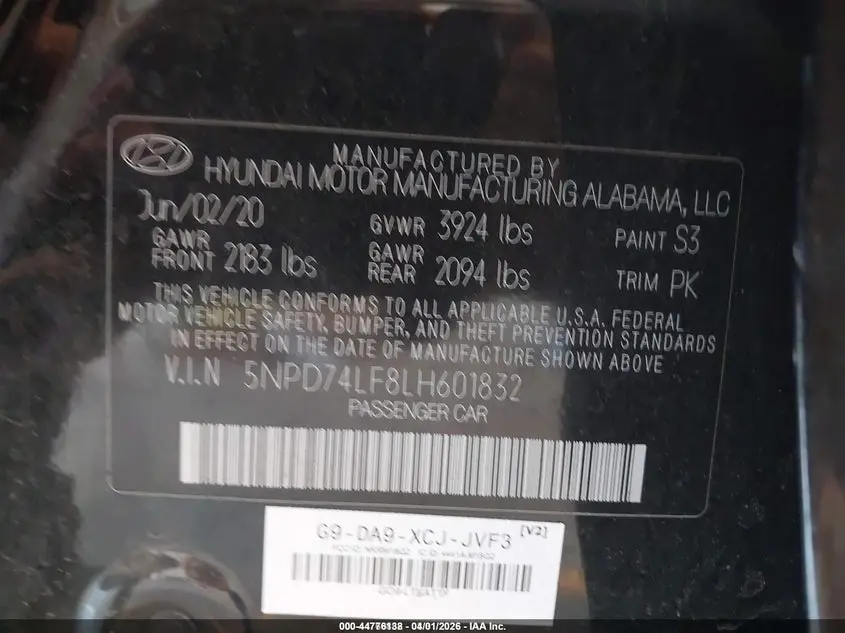 MANUFACTURED BY
HYUNDAI MOTOR MANUFACTURING ALABAMA, LLC
Jun/02/20 GVWR 3924 lbs PAINT S3
GAWR FRONT 2183 lbs GAWR REAR 2094 lbs TRIM PK
THIS VEHICLE CONFORMS TO ALL APPLICABLE U.S.A. FEDERAL
MOTOR VEHICLE SAFETY, BUMPER, AND THEFT PREVENTION STANDARDS
IN EFFECT ON THE DATE OF MANUFACTURE SHOWN ABOVE
V.I.N 5NPD74LF8LH601832
PASSENGER CAR
G9-DA9-XCJ-JVF3 [V2]
04/01/2026 - IAA Inc.